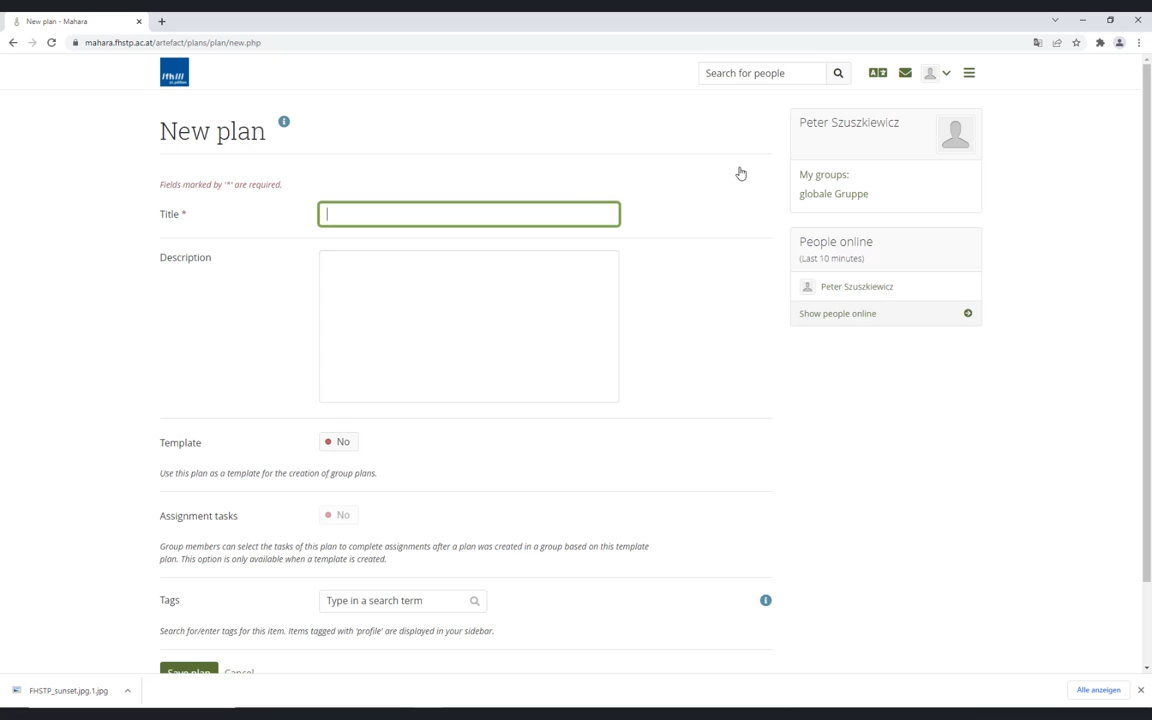 New plan - Mahara
mahara.fhstp.ac.at/artefact/plans/plan/new.php
Search for people
New plan
Fields marked by '*' are required.
Title *
Description
Template
No
Use this plan as a template for the creation of group plans.
Assignment tasks
No
Group members can select the tasks of this plan to complete assignments after a plan was created in a group based on this template
plan. This option is only available when a template is created.
Tags
Type in a search term
Search for/enter tags for this item. Items tagged with 'profile' are displayed in your sidebar.
Save plan
Cancel
Peter Szuszkiewicz
My groups:
globale Gruppe
People online
(Last 10 minutes)
Peter Szuszkiewicz
Show people online
FHSTP_sunset.jpg.1.jpg
Alle anzeigen